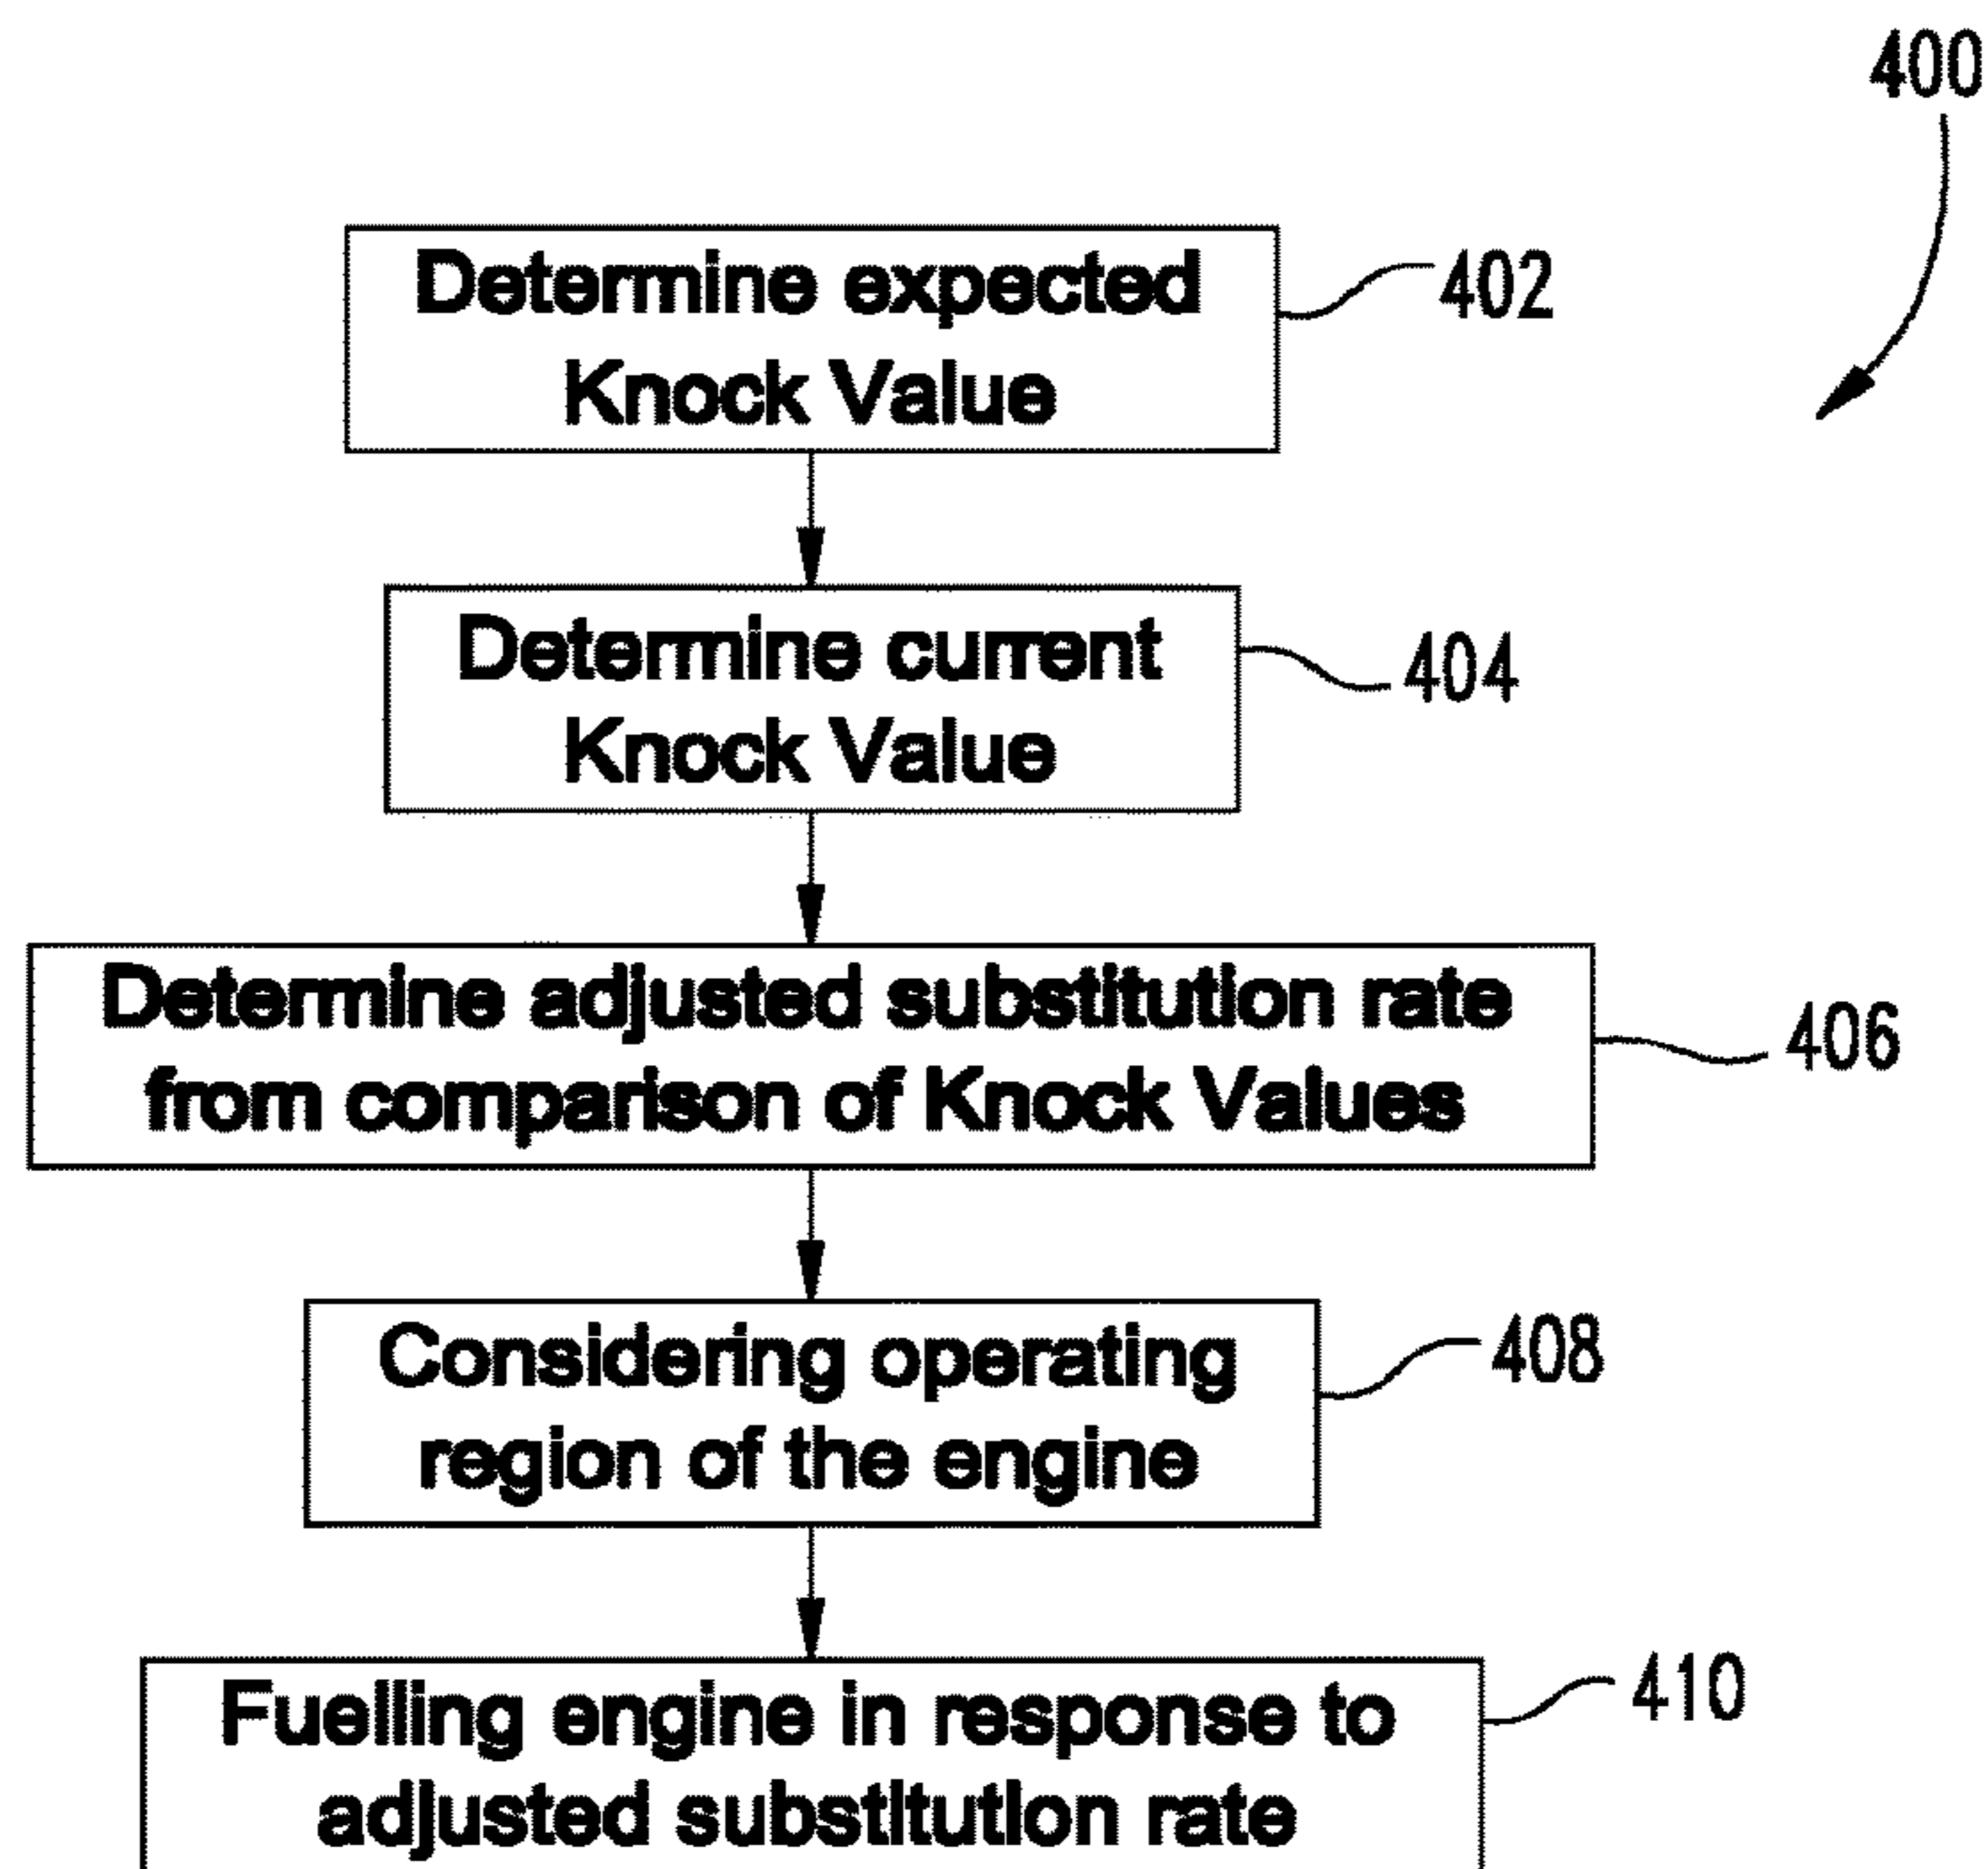 400
Determine expected
Knock Value
402
Determine current
Knock Value
404
Determine adjusted substitution rate
from comparison of Knock Values
406
Considering operating
region of the engine
408
Fuelling engine in response to
adjusted substitution rate
410